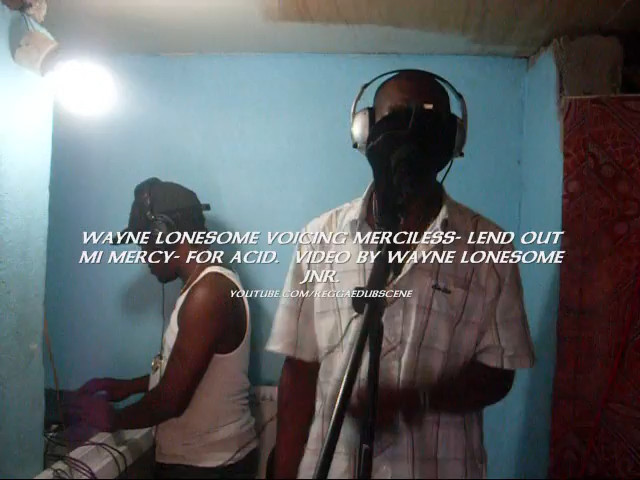 WAYNE LONESOME VOICING MERCILESS- LEND OUT
MI MERCY- FOR ACID.  VIDEO BY WAYNE LONESOME
JNR.
YOUTUBE.COM/REGGAEDUBSCENE